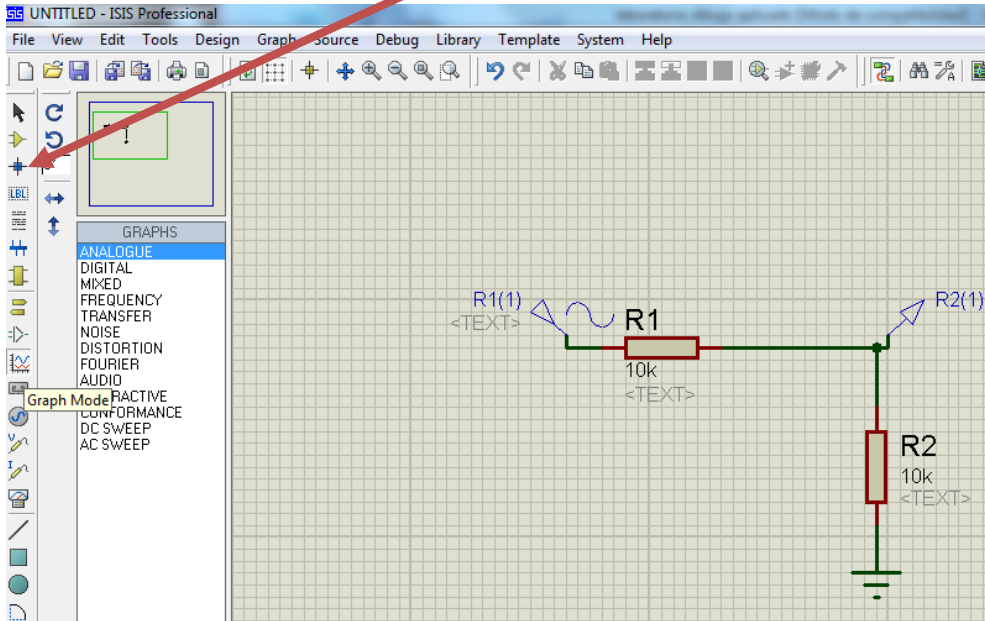 isis UNTITLED - ISIS Professional
File View Edit Tools Design Graph Source Debug Library Template System Help
LBL
GRAPHS
ANALOGUE
DIGITAL
MIXED
FREQUENCY
TRANSFER
NOISE
DISTORTION
FOURIER
AUDIO
RACTIVE
Graph Mode
CONFORMANCE
DC SWEEP
AC SWEEP
V
I
R1(1)
<TEXT>
R1
10k
<TEXT>
R2(1)
R2
10k
<TEXT>